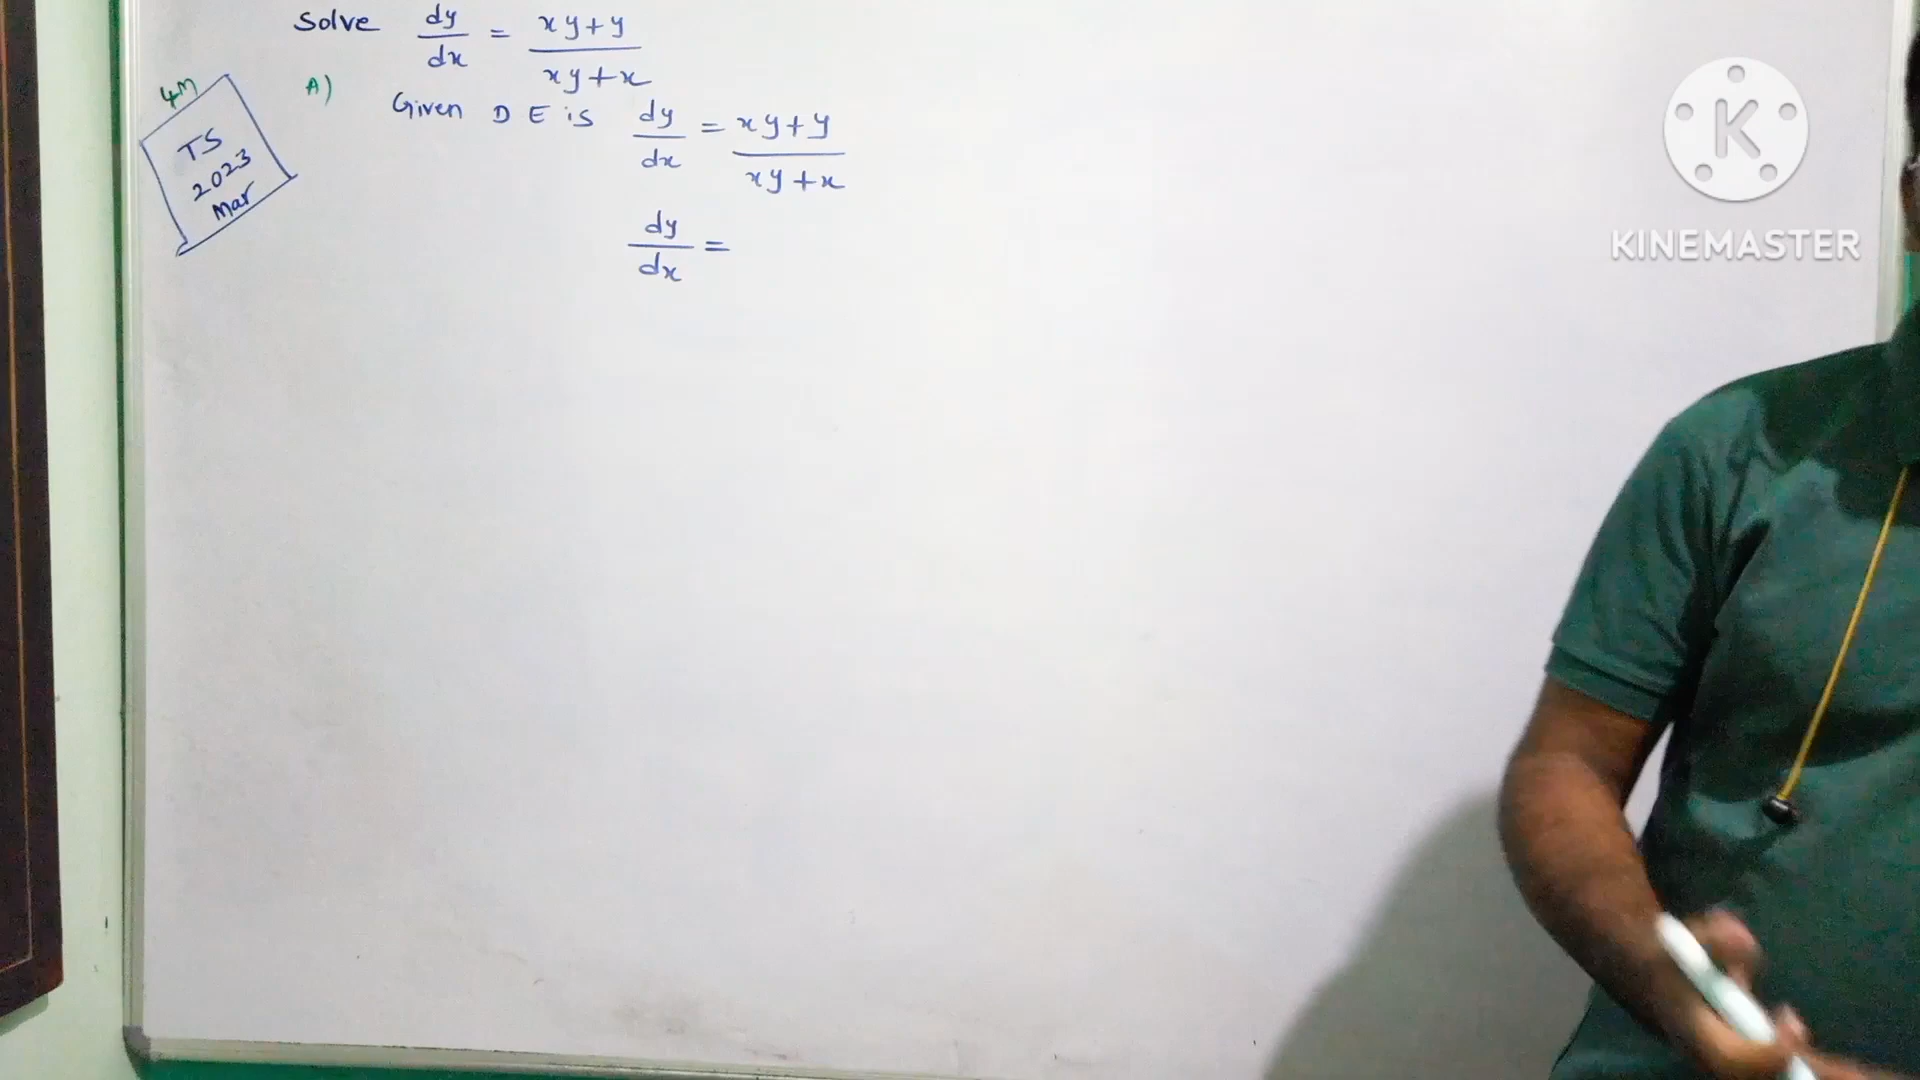 Solve dy/dx = xy+y / xy+x
4M
TS
2023
Mar
A) Given D E is dy/dx = xy+y / xy+x
dy/dx =
K
KINEMASTER